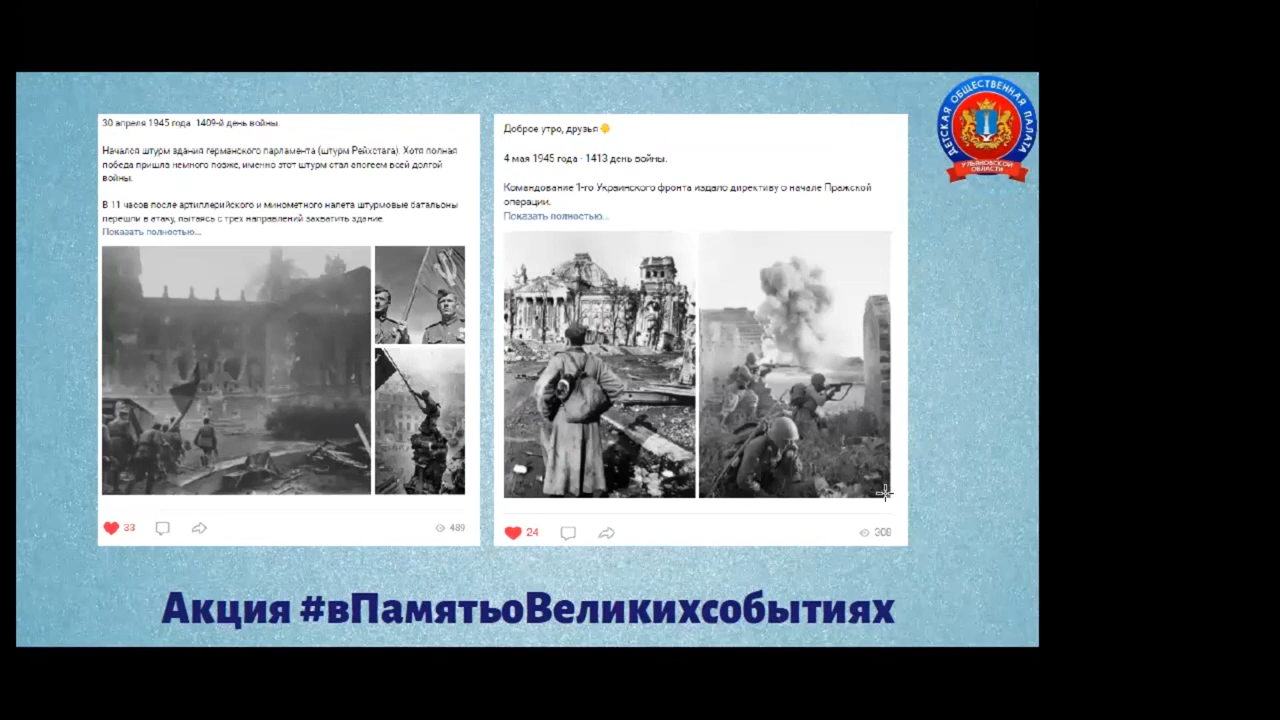 30 апреля 1945 года 1409-й день войны.
Начался штурм здания германского парламента (штурм Рейхстага). Хотя полная
победа пришла немного позже, именно этот штурм стал апогеем всей долгой
войны.
В 11 часов после артиллерийского и минометного налета штурмовые батальоны
перешли в атаку, пытаясь с трех направлений захватить здание.
Показать полностью...
33
489
Доброе утро, друзья
4 мая 1945 года · 1413 день войны.
Командование 1-го Украинского фронта издало директиву о начале Пражской
операции.
Показать полностью...
24
308
ДЕТСКАЯ ОБЩЕСТВЕННАЯ ПАЛАТА
УЛЬЯНОВСКОЙ
ОБЛАСТИ
Акция #вПамятьоВеликихсобытиях